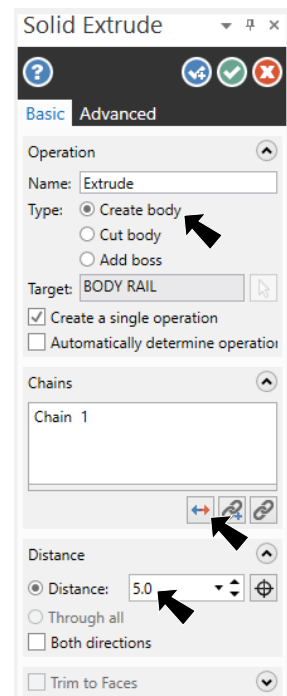 Solid Extrude
Basic Advanced
Operation
Name: Extrude
Type: Create body
Cut body
Add boss
Target: BODY RAIL
Create a single operation
Automatically determine operation
Chains
Chain 1
Distance
Distance: 5.0
Through all
Both directions
Trim to Faces